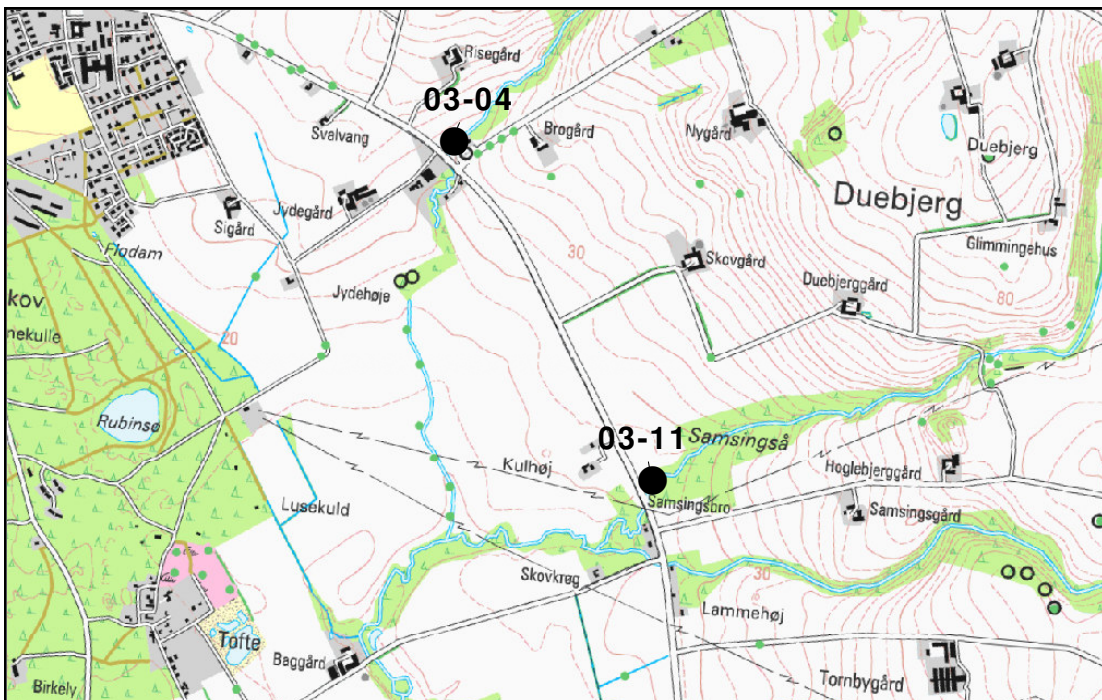 Risegård
03-04
Svalvang
Brogård
Nygård
Duebjerg
Jydegård
Sigård
Duebjerg
Flodam
30
Skovgård
Glimmingehus
Jydehøje
Duebjerggård
kov
80
nekulle
20
Rubinsø
03-11
Samsingså
Kulhøj
Hoglebjerggård
Lusekuld
Samsingsbro
Samsingsgård
Skovkrog
30
Lammehøj
Tofte
Baggård
Tornbygård
Birkely